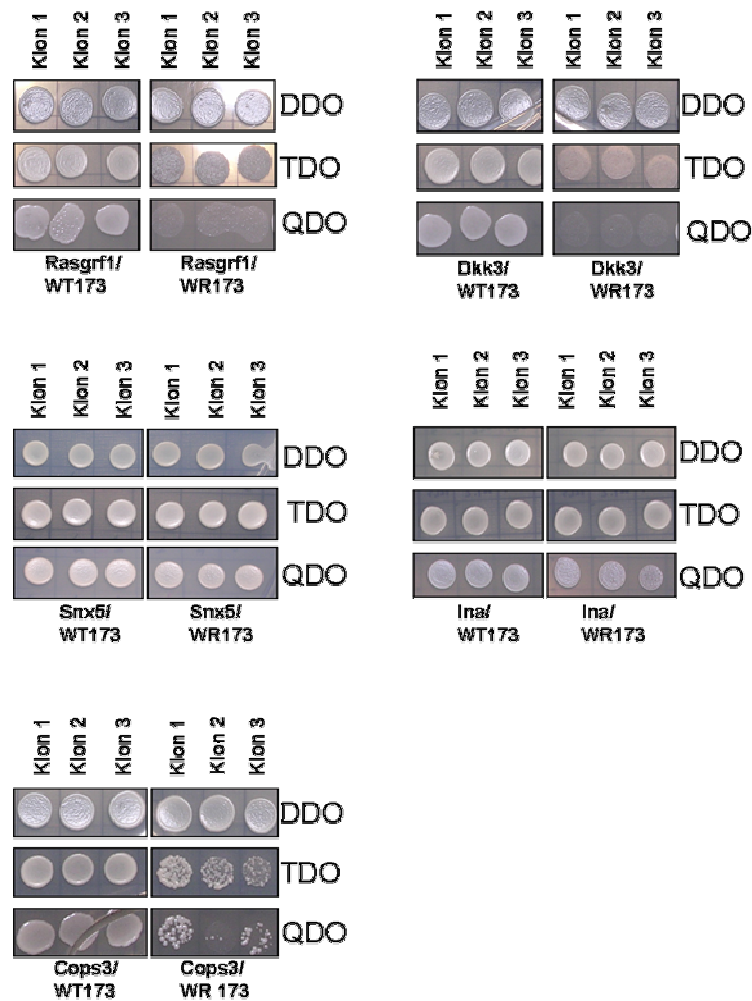 Klon 1 Klon 2 Klon 3 Klon 1 Klon 2 Klon 3
DDO
TDO
QDO
Rasgrf1/ Rasgrf1/
WT173 WR173
Klon 1 Klon 2 Klon 3 Klon 1 Klon 2 Klon 3
DDO
TDO
QDO
Dkk3/ Dkk3/
WT173 WR173
Klon 1 Klon 2 Klon 3 Klon 1 Klon 2 Klon 3
DDO
TDO
QDO
Snx5/ Snx5/
WT173 WR173
Klon 1 Klon 2 Klon 3 Klon 1 Klon 2 Klon 3
DDO
TDO
QDO
Ina/ Ina/
WT173 WR173
Klon 1 Klon 2 Klon 3 Klon 1 Klon 2 Klon 3
DDO
TDO
QDO
Cops3/ Cops3/
WT173 WR 173